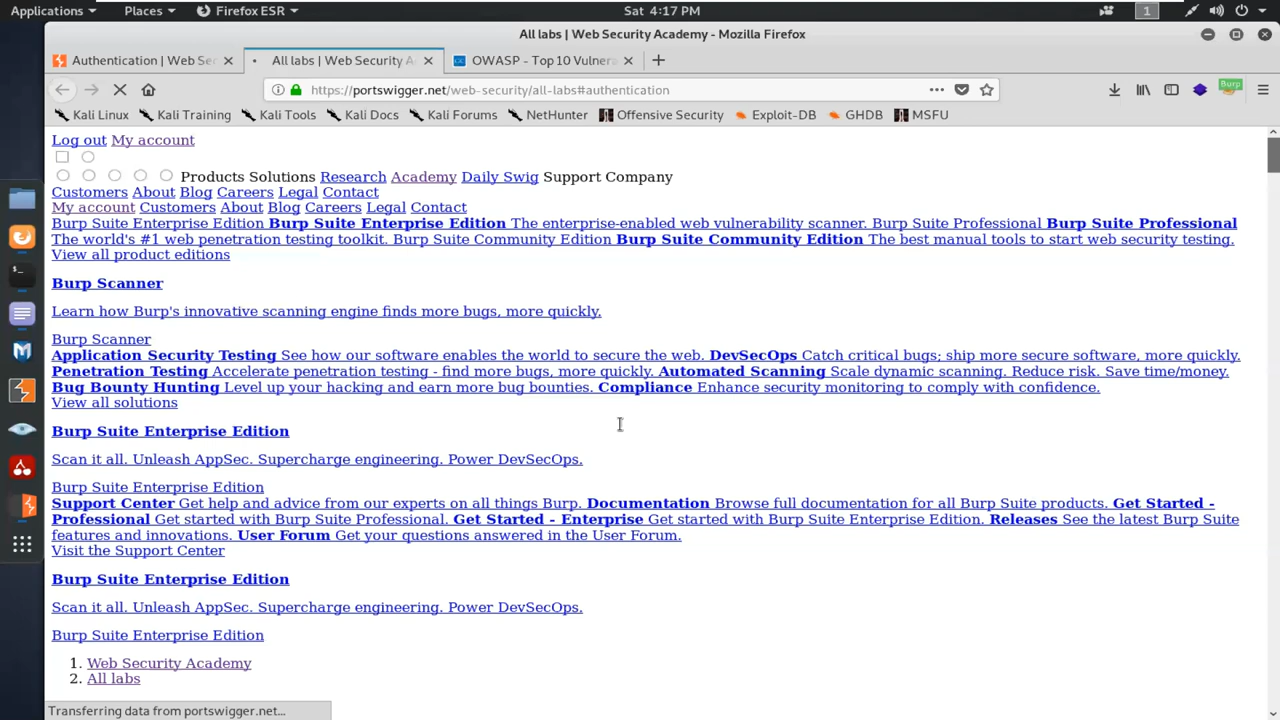 Applications Places Firefox ESR Sat 4:17 PM 1
All labs | Web Security Academy - Mozilla Firefox
Authentication | Web Sec All labs | Web Security A OWASP - Top 10 Vulnera
https://portswigger.net/web-security/all-labs#authentication Burp
Kali Linux Kali Training Kali Tools Kali Docs Kali Forums NetHunter Offensive Security Exploit-DB GHDB MSFU
Log out My account
Products Solutions Research Academy Daily Swig Support Company
Customers About Blog Careers Legal Contact
My account Customers About Blog Careers Legal Contact
Burp Suite Enterprise Edition Burp Suite Enterprise Edition The enterprise-enabled web vulnerability scanner. Burp Suite Professional Burp Suite Professional
The world's #1 web penetration testing toolkit. Burp Suite Community Edition Burp Suite Community Edition The best manual tools to start web security testing.
View all product editions
Burp Scanner
Learn how Burp's innovative scanning engine finds more bugs, more quickly.
Burp Scanner
Application Security Testing See how our software enables the world to secure the web. DevSecOps Catch critical bugs; ship more secure software, more quickly.
Penetration Testing Accelerate penetration testing - find more bugs, more quickly. Automated Scanning Scale dynamic scanning. Reduce risk. Save time/money.
Bug Bounty Hunting Level up your hacking and earn more bug bounties. Compliance Enhance security monitoring to comply with confidence.
View all solutions
Burp Suite Enterprise Edition
Scan it all. Unleash AppSec. Supercharge engineering. Power DevSecOps.
Burp Suite Enterprise Edition
Support Center Get help and advice from our experts on all things Burp. Documentation Browse full documentation for all Burp Suite products. Get Started -
Professional Get started with Burp Suite Professional. Get Started - Enterprise Get started with Burp Suite Enterprise Edition. Releases See the latest Burp Suite
features and innovations. User Forum Get your questions answered in the User Forum.
Visit the Support Center
Burp Suite Enterprise Edition
Scan it all. Unleash AppSec. Supercharge engineering. Power DevSecOps.
Burp Suite Enterprise Edition
1. Web Security Academy
2. All labs
Transferring data from portswigger.net...